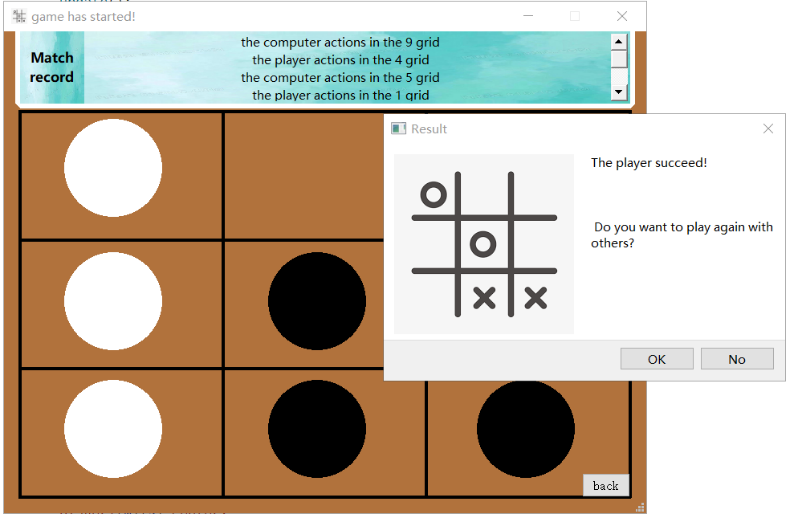 game has started!
Match
record
the computer actions in the 9 grid
the player actions in the 4 grid
the computer actions in the 5 grid
the player actions in the 1 grid
Result
The player succeed!
Do you want to play again with
others?
OK
No
back